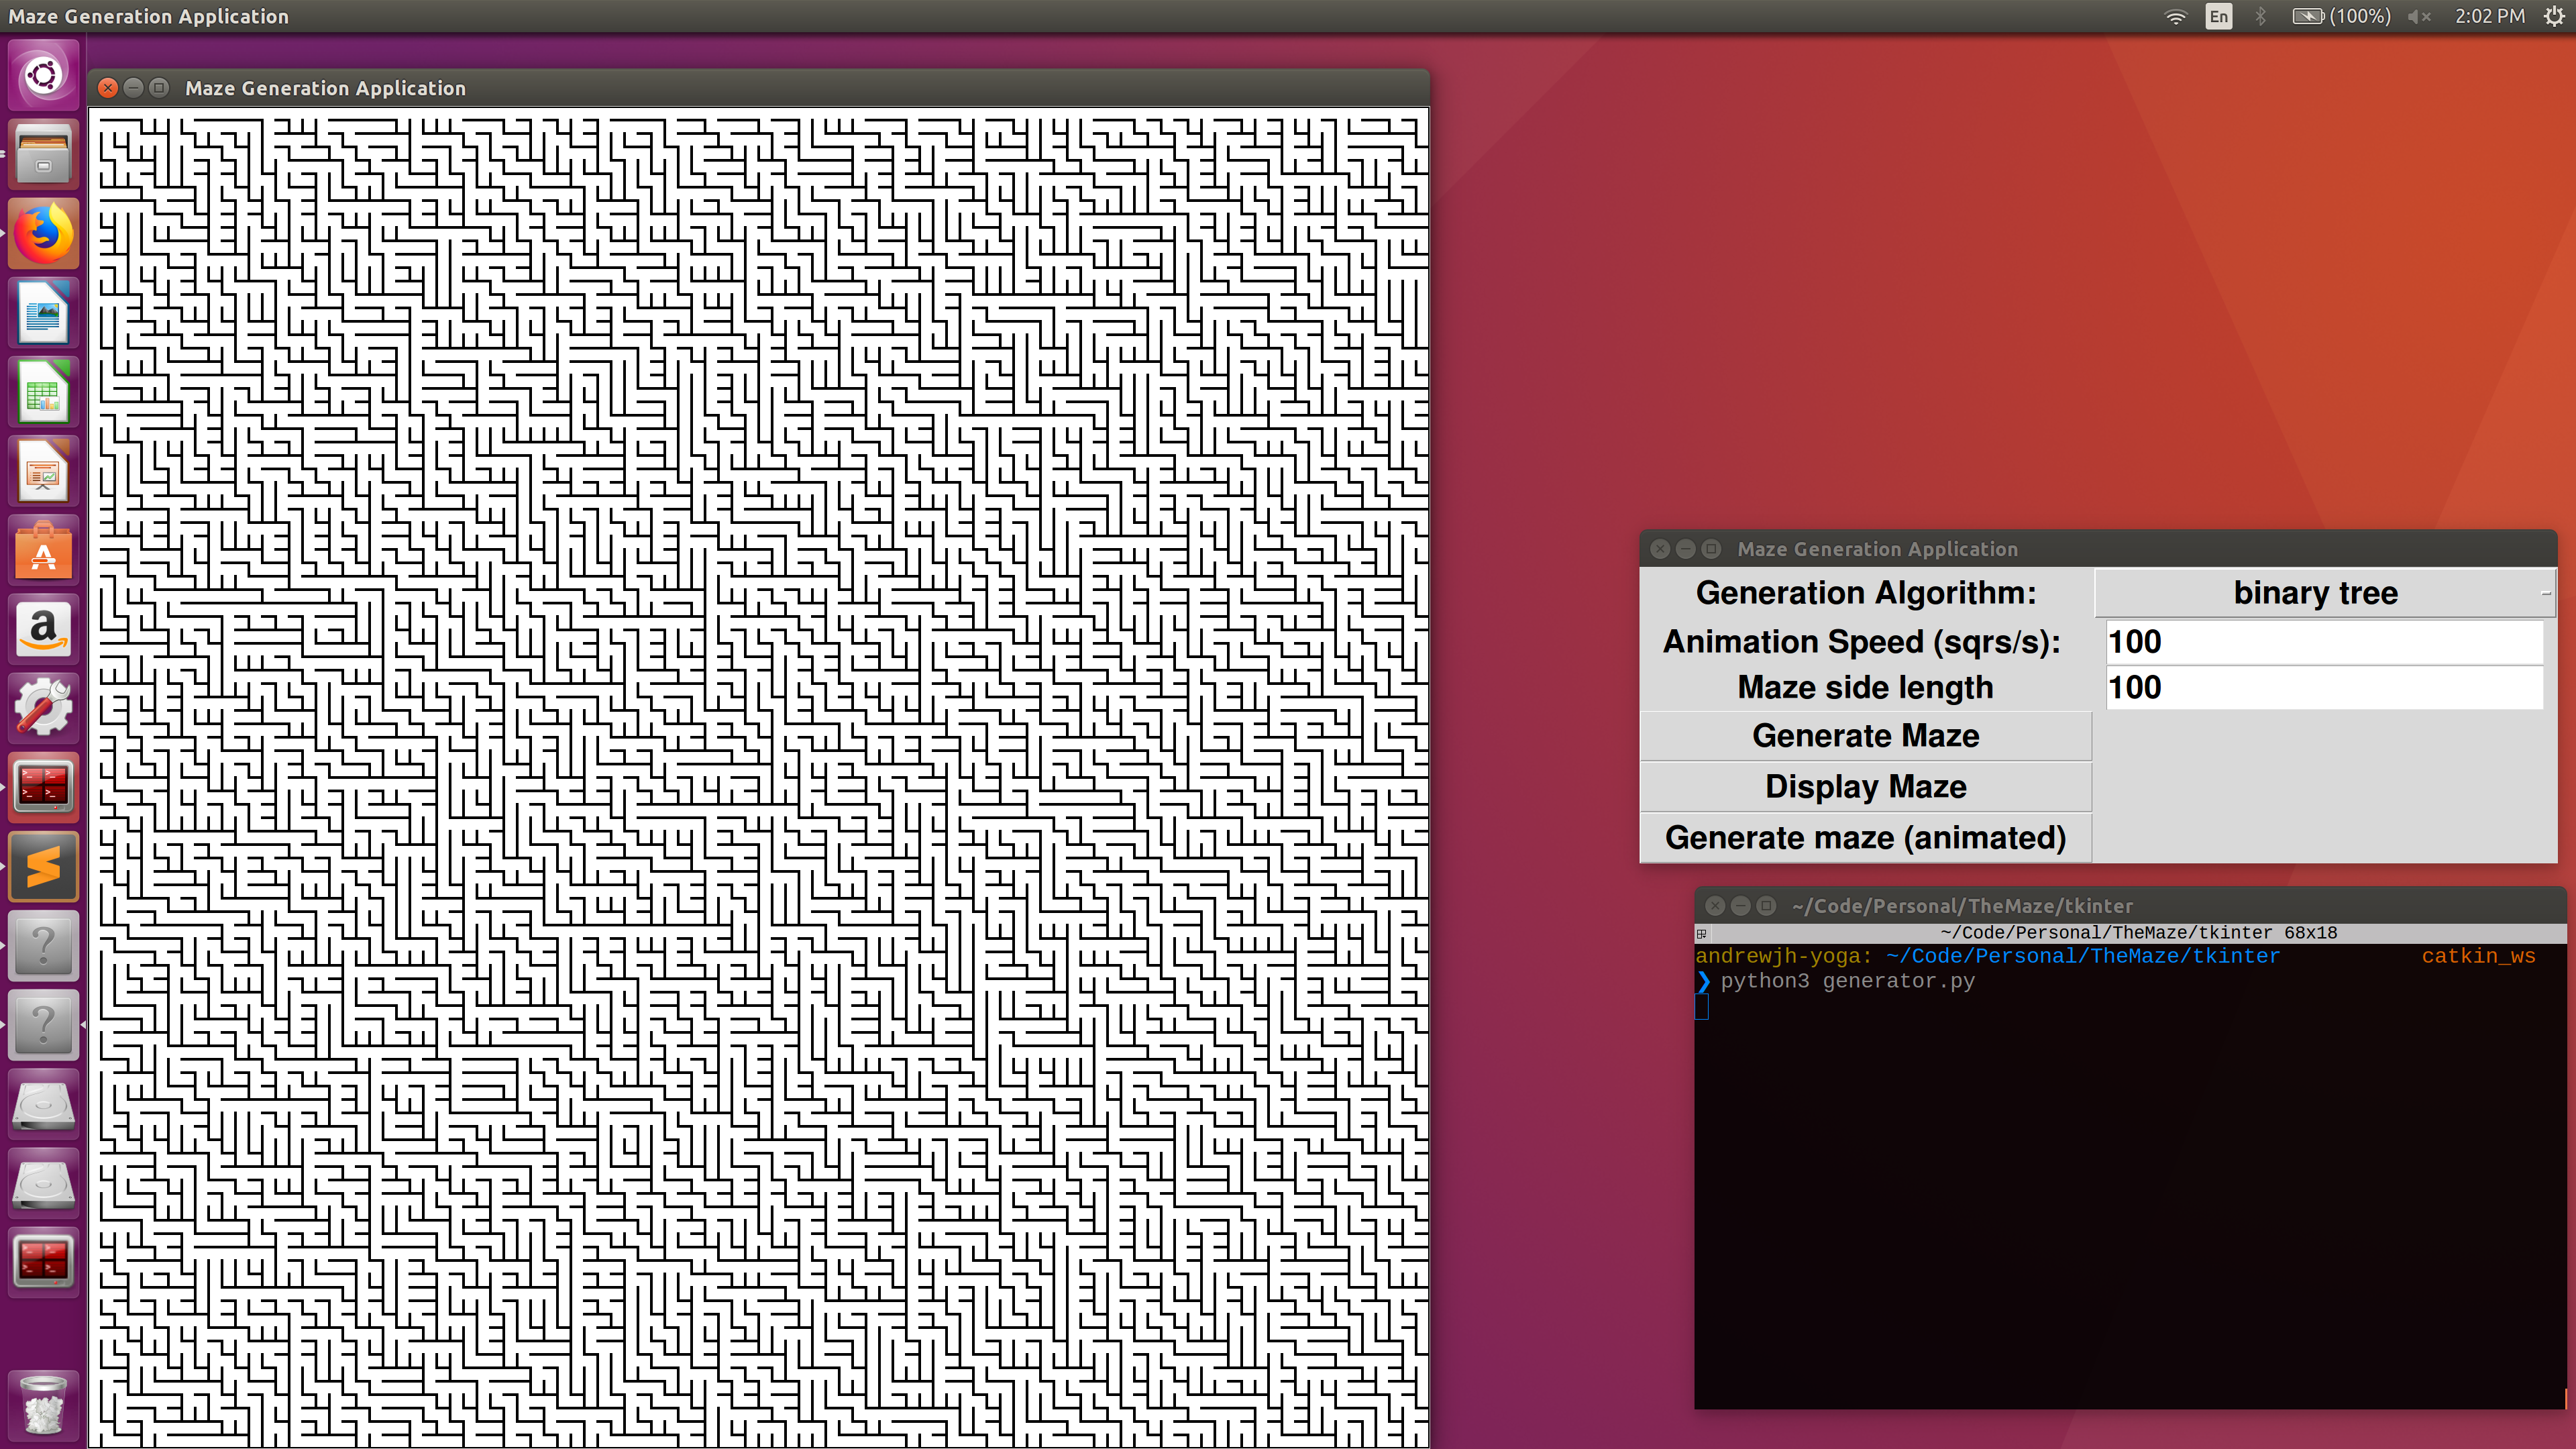 Maze Generation Application
En
(100%)
2:02 PM
Maze Generation Application
Maze Generation Application
Generation Algorithm:
binary tree
Animation Speed (sqrs/s):
100
Maze side length
100
Generate Maze
Display Maze
Generate maze (animated)
~/Code/Personal/TheMaze/tkinter
~/Code/Personal/TheMaze/tkinter 68x18
andrewjh-yoga: ~/Code/Personal/TheMaze/tkinter catkin_ws
❯ python3 generator.py